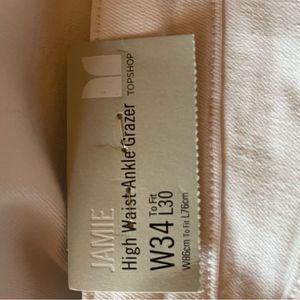 JAMIE
High Waist Ankle Grazer
TOPSHOP
To Fit
W34 L30
W86cm To Fit L76cm